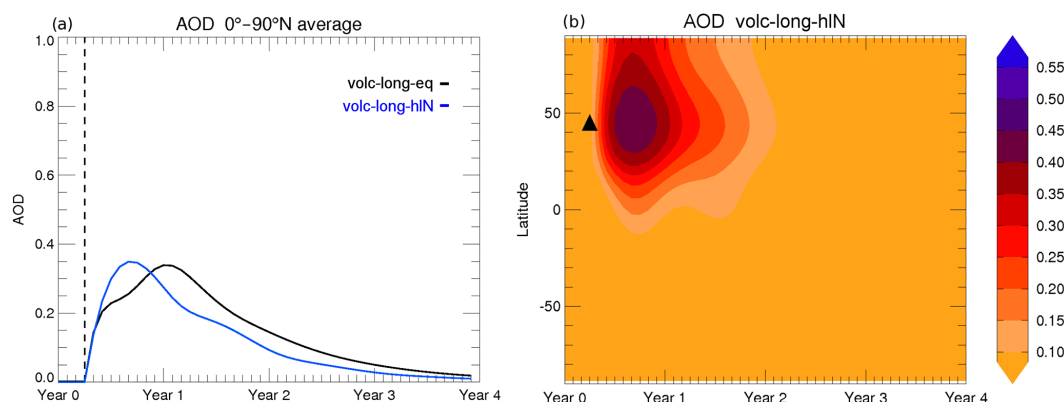 (a)
AOD 0°–90°N average
1.0
0.8
0.6
0.4
0.2
0.0
AOD
volc-long-eq
volc-long-hlN
Year 0
Year 1
Year 2
Year 3
Year 4
(b)
AOD volc-long-hlN
50
0
-50
Latitude
Year 0
Year 1
Year 2
Year 3
Year 4
0.55
0.50
0.45
0.40
0.35
0.30
0.25
0.20
0.15
0.10